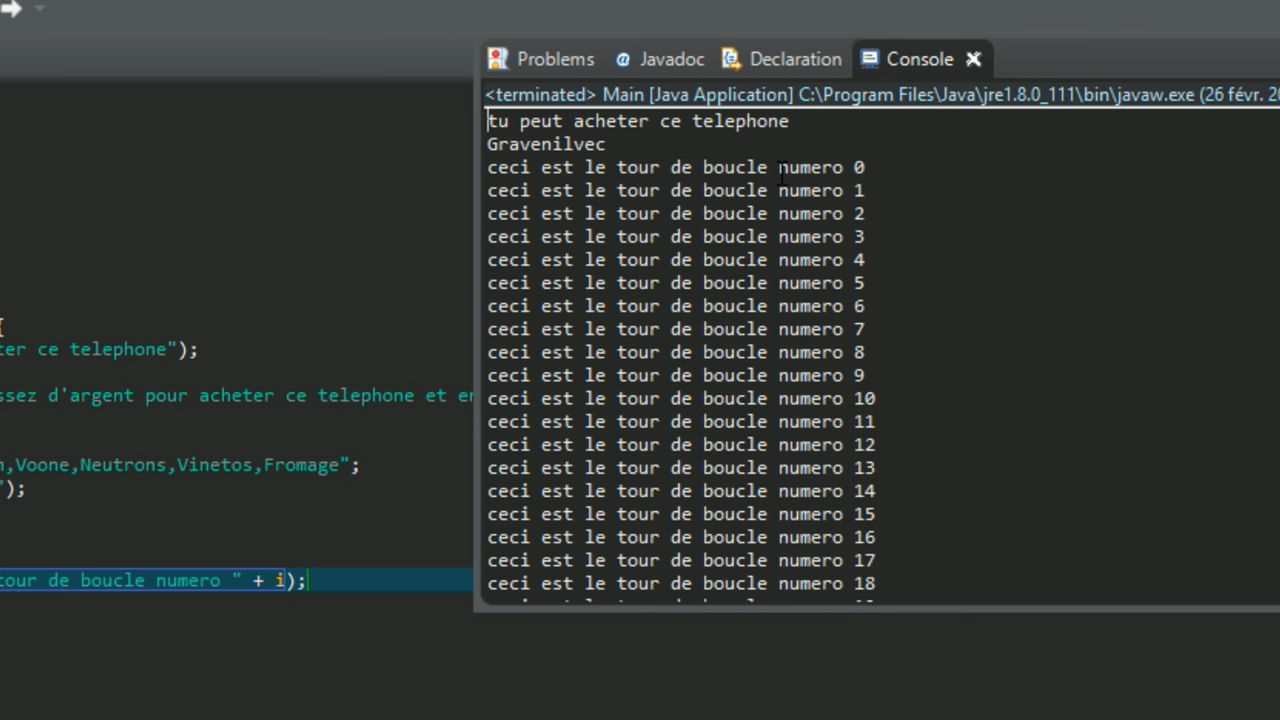 Problems Javadoc Declaration Console
<terminated> Main [Java Application] C:\Program Files\Java\jre1.8.0_111\bin\javaw.exe (26 févr.
tu peut acheter ce telephone
Gravenilvec
ceci est le tour de boucle numero 0
ceci est le tour de boucle numero 1
ceci est le tour de boucle numero 2
ceci est le tour de boucle numero 3
ceci est le tour de boucle numero 4
ceci est le tour de boucle numero 5
ceci est le tour de boucle numero 6
ceci est le tour de boucle numero 7
ceci est le tour de boucle numero 8
ceci est le tour de boucle numero 9
ceci est le tour de boucle numero 10
ceci est le tour de boucle numero 11
ceci est le tour de boucle numero 12
ceci est le tour de boucle numero 13
ceci est le tour de boucle numero 14
ceci est le tour de boucle numero 15
ceci est le tour de boucle numero 16
ceci est le tour de boucle numero 17
ceci est le tour de boucle numero 18
{
ter ce telephone");
ssez d'argent pour acheter ce telephone et
,Voone,Neutrons,Vinetos,Fromage";
");
tour de boucle numero " + i);